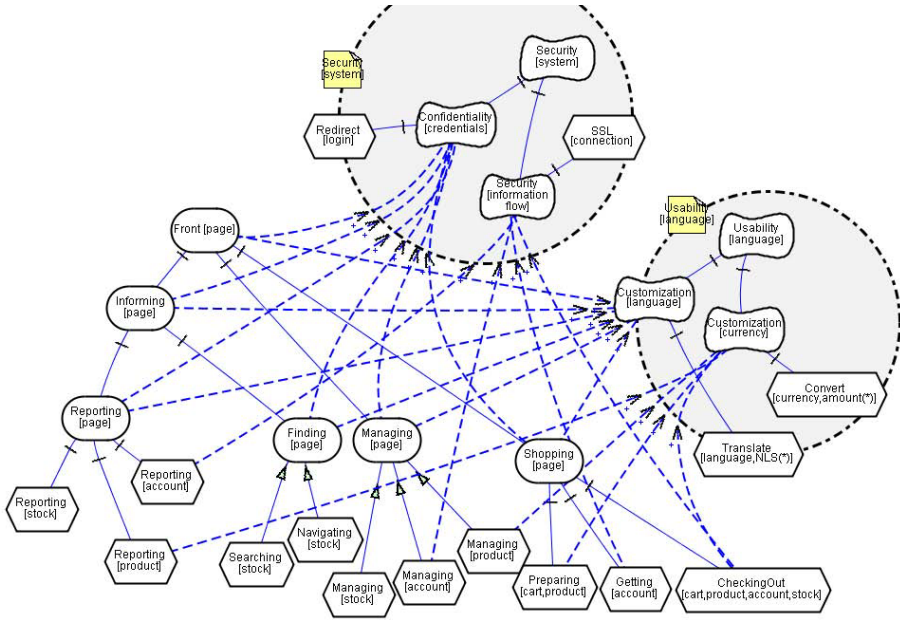 Security
[system]
Security
[system]
Confidentiality
[credentials]
Redirect
[login]
SSL
[connection]
Security
[information
flow]
Usability
[language]
Usability
[language]
Front [page]
Informing
[page]
Customization
[language]
Customization
[currency]
Convert
[currency,amount(*)]
Reporting
[page]
Finding
[page]
Managing
[page]
Shopping
[page]
Translate
[language,NLS(*)]
Reporting
[account]
Reporting
[stock]
Reporting
[product]
Searching
[stock]
Navigating
[stock]
Managing
[stock]
Managing
[account]
Managing
[product]
Preparing
[cart,product]
Getting
[account]
CheckingOut
[cart,product,account,stock]